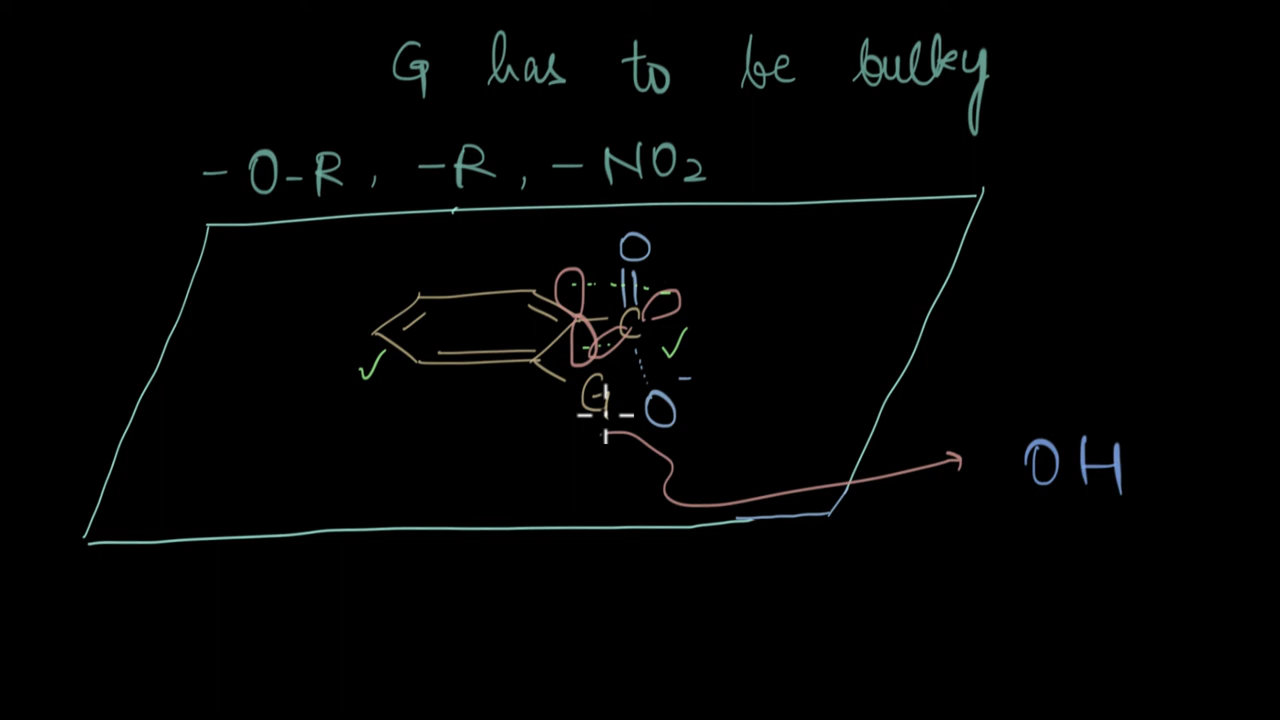 G has to be bulky
-O-R, -R, -NO₂
O
C
G O⁻
OH